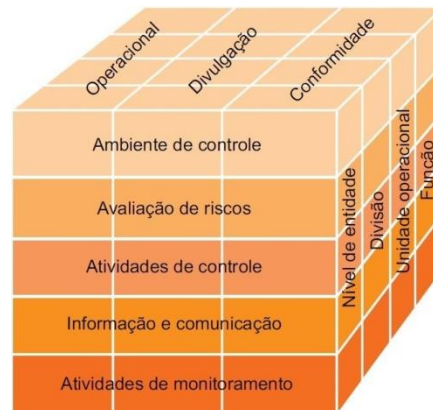 Operacional
Divulgação
Conformidade
Ambiente de controle
Avaliação de riscos
Atividades de controle
Informação e comunicação
Atividades de monitoramento
Nível de entidade
Divisão
Unidade operacional
Função